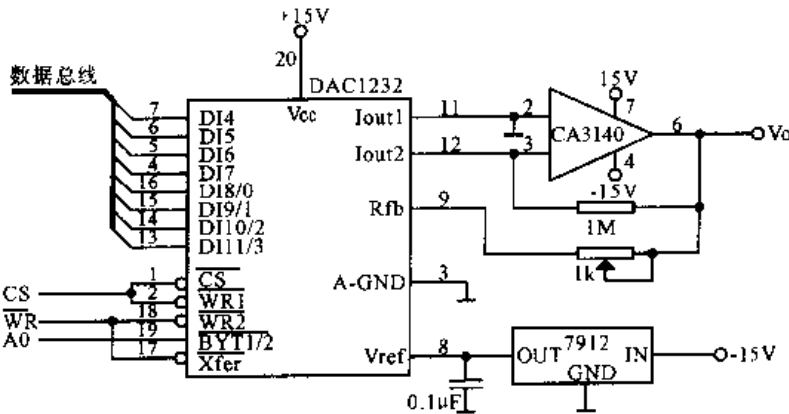 +15V
20
数据总线
DAC1232
Vcc
7 DI4
6 DI5
5 DI6
4 DI7
16 DI8/0
15 DI9/1
14 DI10/2
13 DI11/3
1 CS
2 WR1
18 WR2
19 BYT1/2
17 Xfer
CS
WR
A0
Iout1 11
Iout2 12
Rfb 9
A-GND 3
Vref 8
2
3
CA3140
15V
7
6
4
-15V
Vo
1M
1k
0.1μF
OUT 7912 IN
GND
-15V